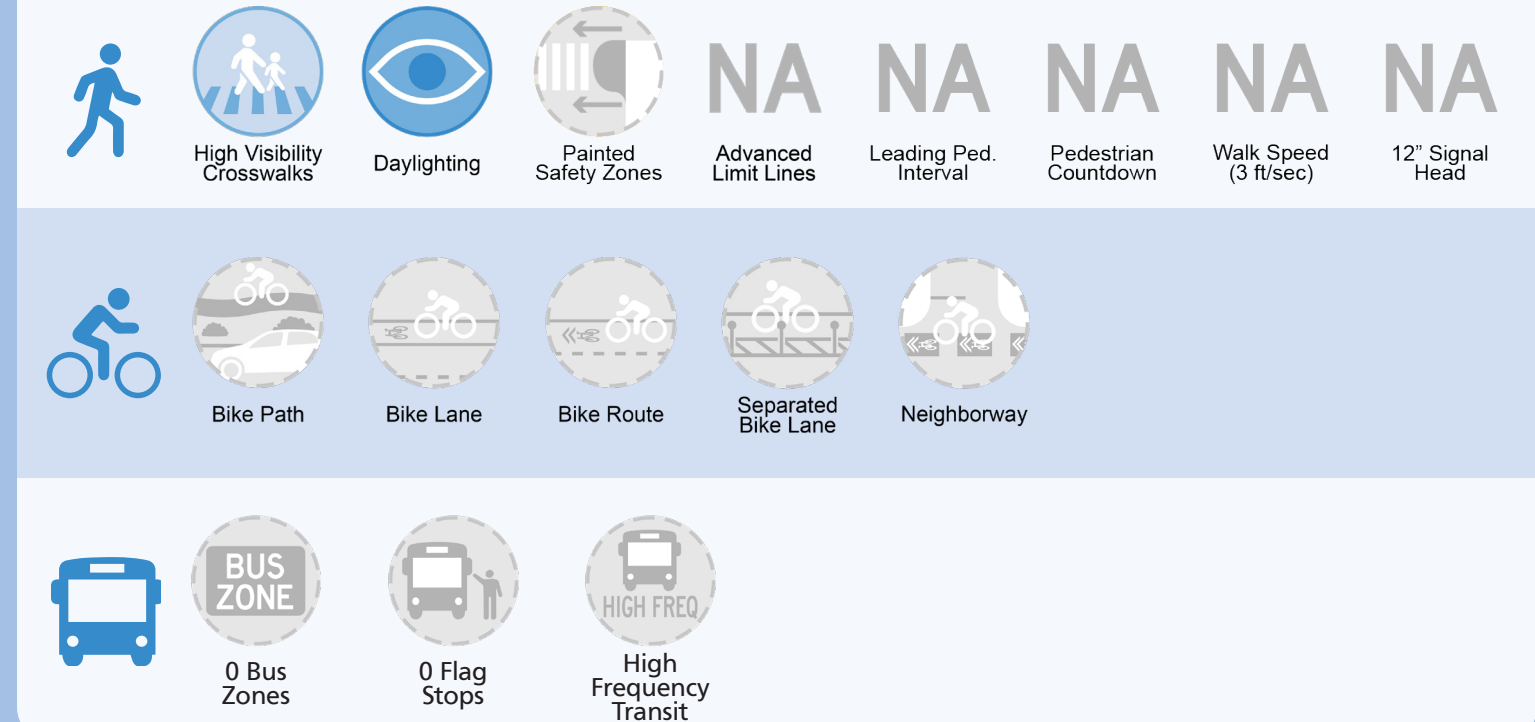 NA NA NA NA NA
High Visibility
Crosswalks
Daylighting
Painted
Safety Zones
Advanced
Limit Lines
Leading Ped.
Interval
Pedestrian
Countdown
Walk Speed
(3 ft/sec)
12” Signal
Head
Bike Path
Bike Lane
Bike Route
Separated
Bike Lane
Neighborway
BUS
ZONE
HIGH FREQ
0 Bus
Zones
0 Flag
Stops
High
Frequency
Transit